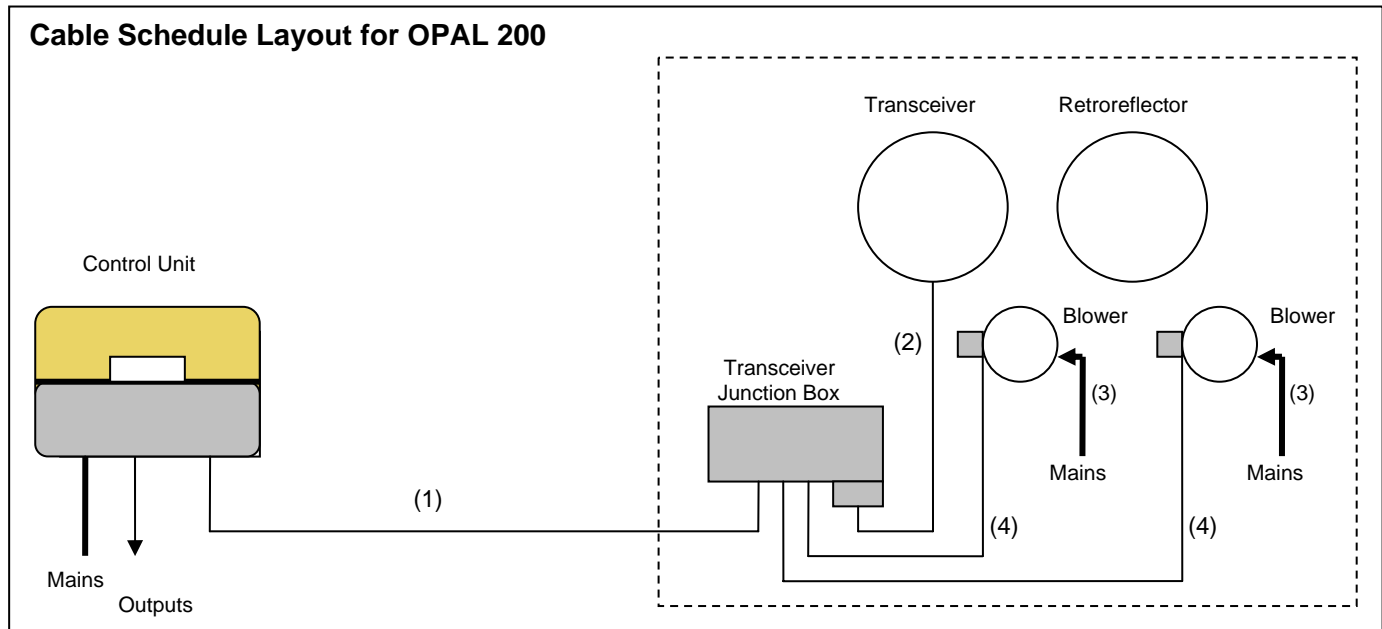 Cable Schedule Layout for OPAL 200
Transceiver
Retroreflector
Control Unit
Blower
Blower
(2)
Transceiver
Junction Box
(3)
(3)
Mains
Mains
(1)
(4)
(4)
Mains
Outputs